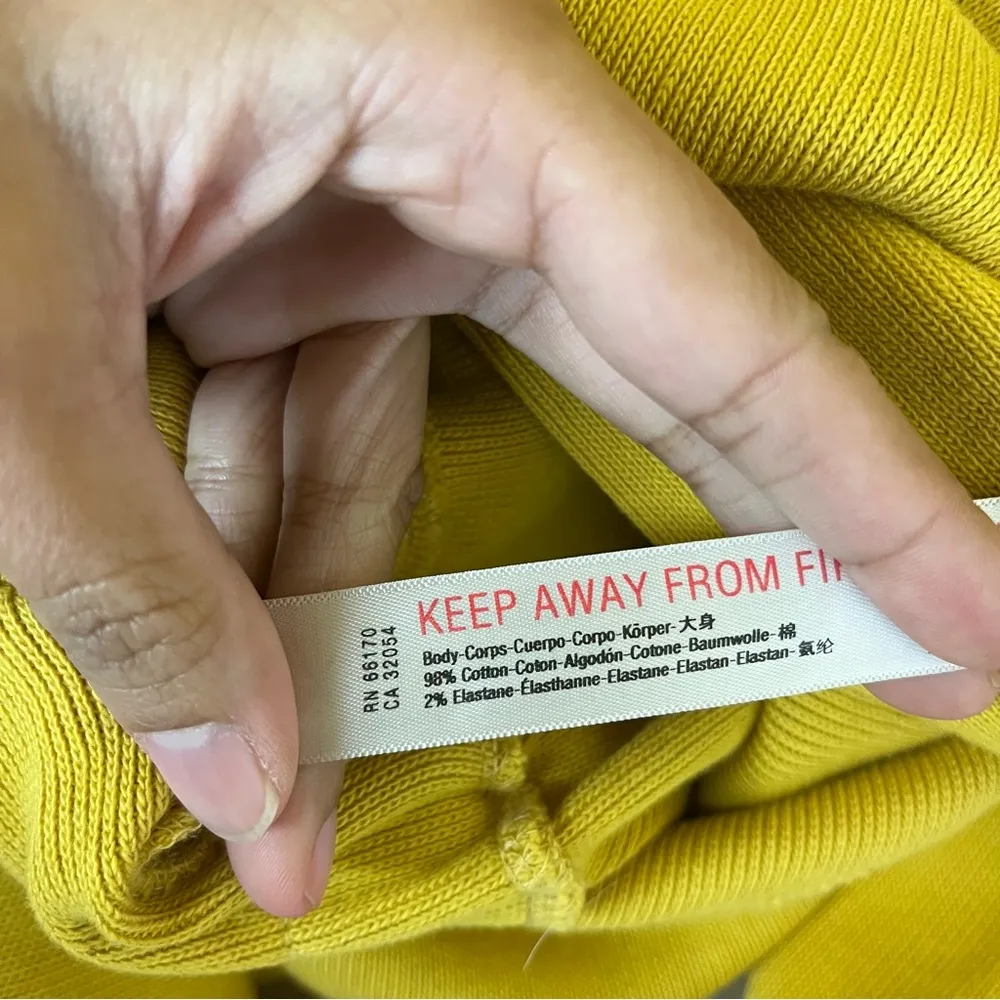 RN 66170
CA 32054
KEEP AWAY FROM
Body-Corps-Cuerpo-Corpo-Körper-大身
98% Cotton-Coton-Algodón-Cotone-Baumwolle-棉
2% Elastane-Élasthanne-Elastane-Elastan-Elastan-氨纶